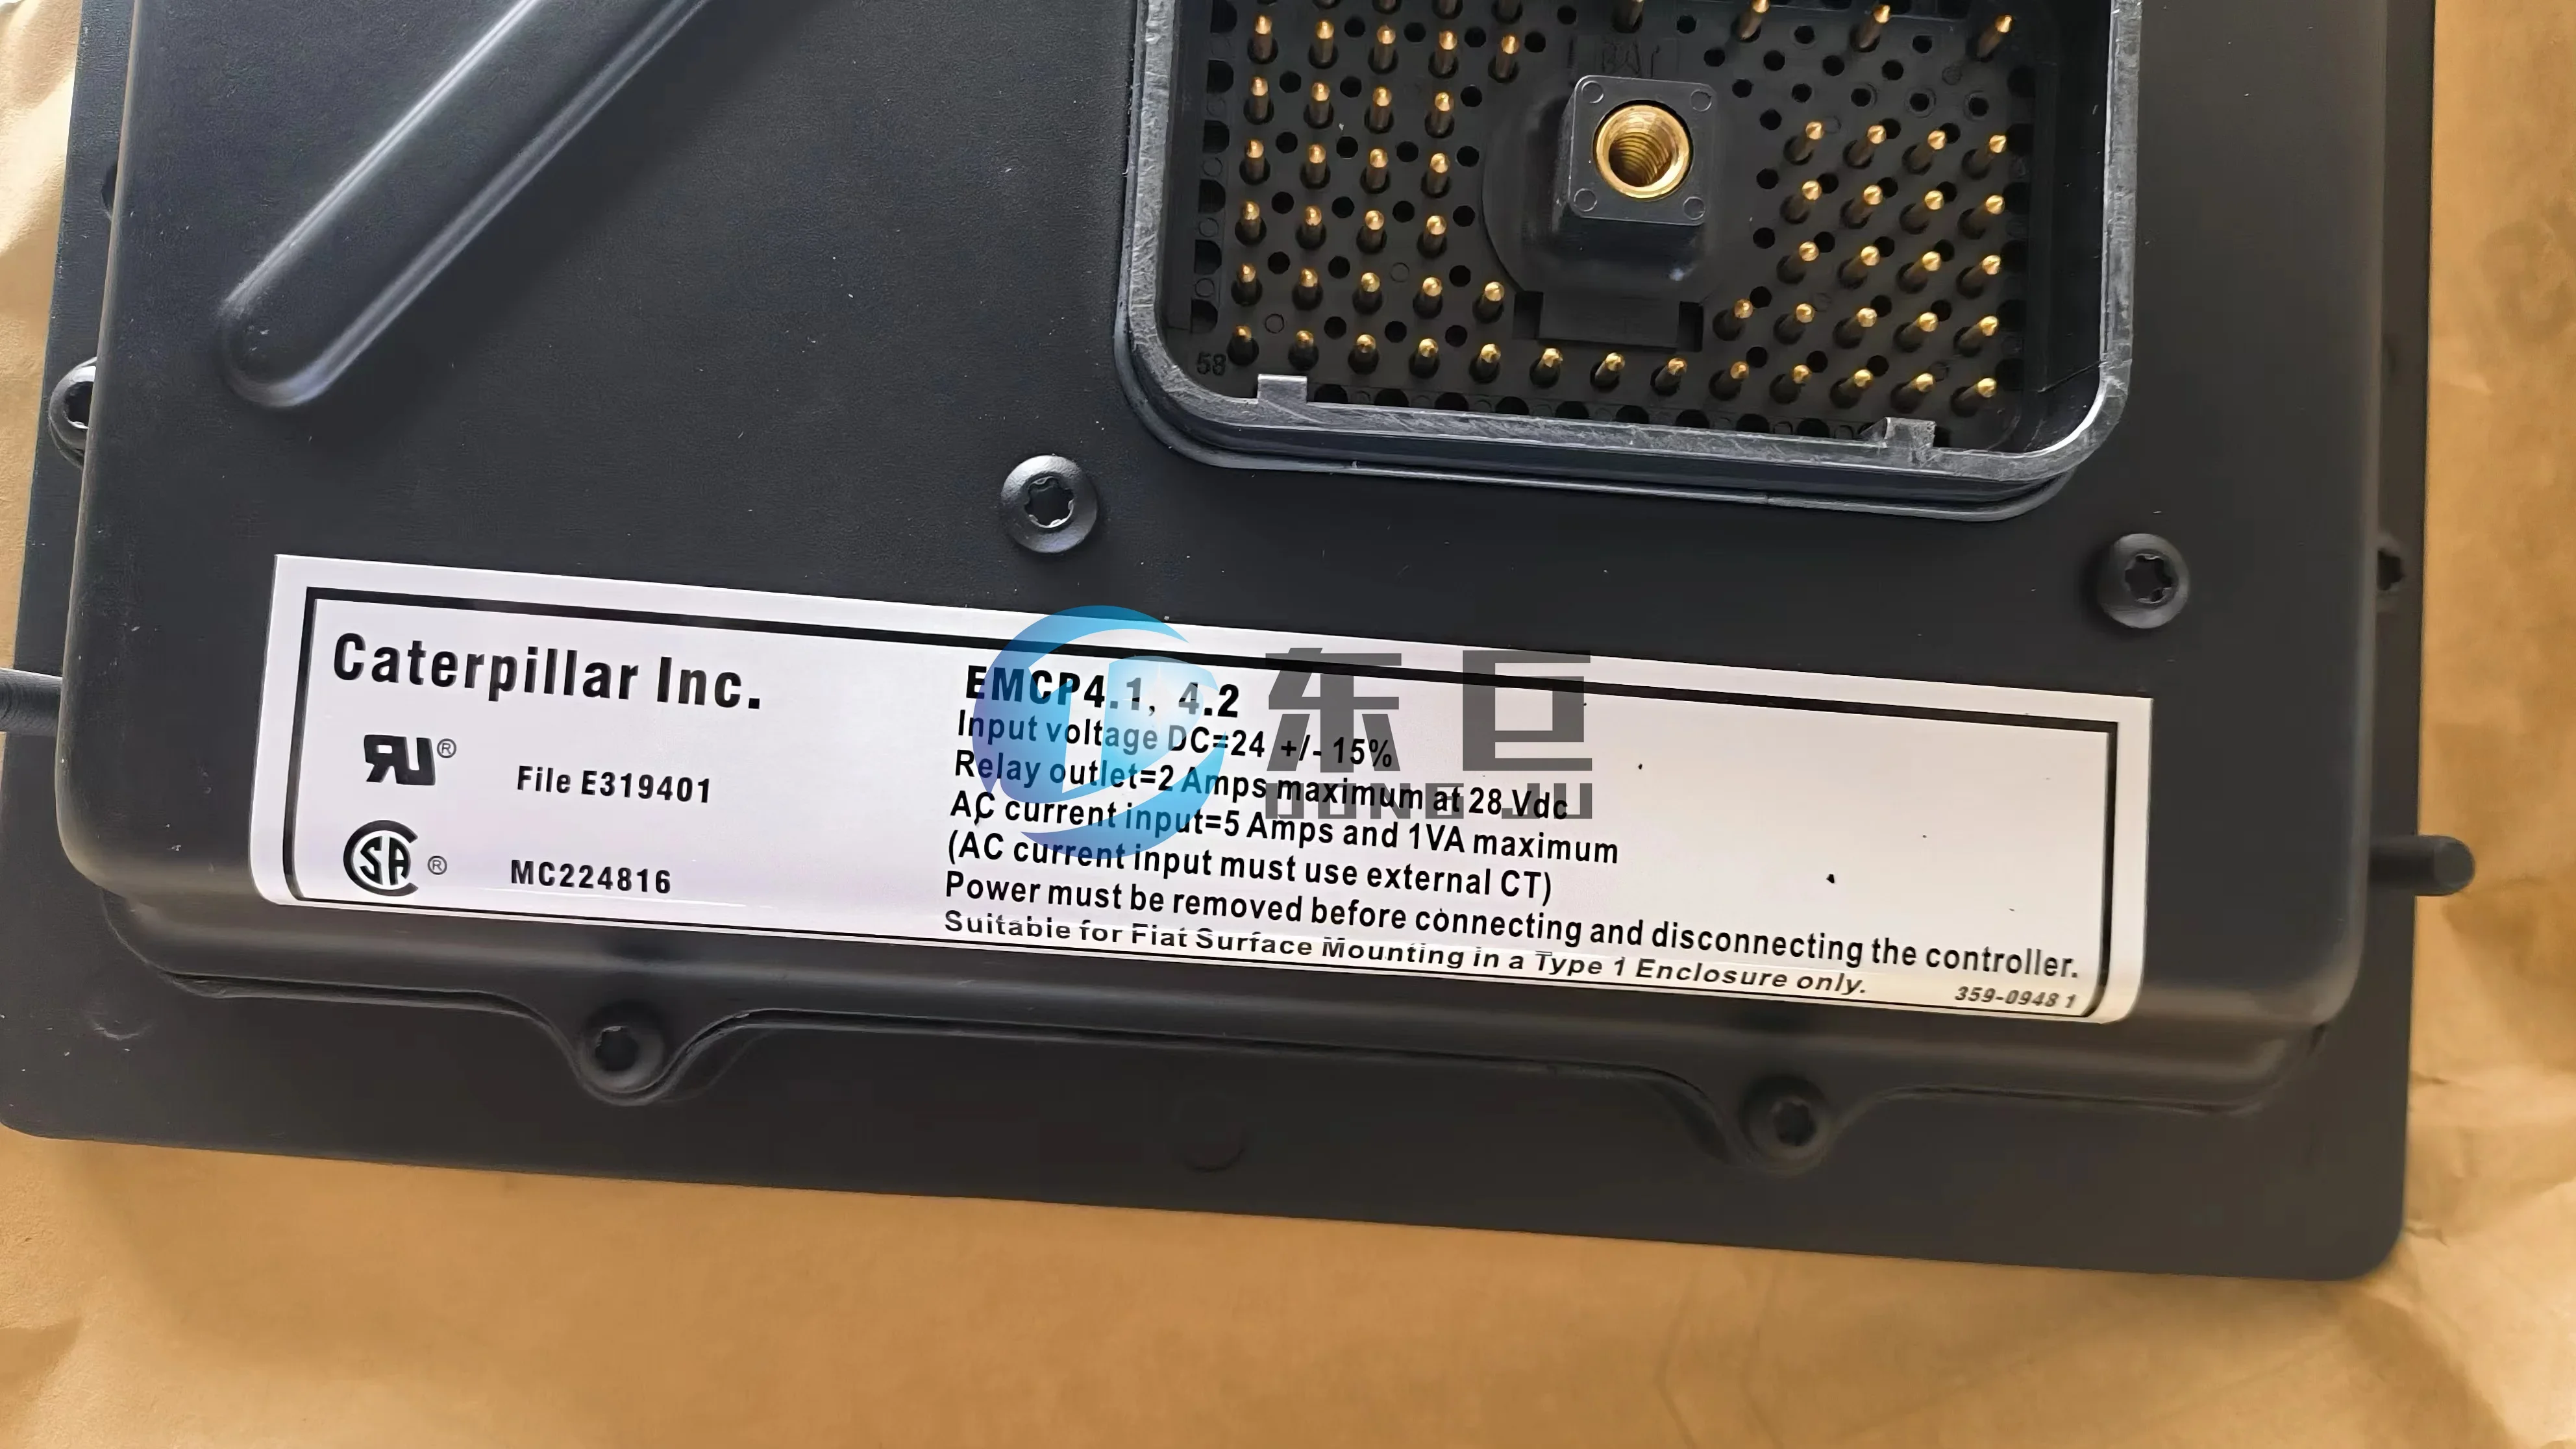 58
Caterpillar Inc.
RU®
File E319401
SA ®
MC224816
EMCP4.1, 4.2
Input voltage DC=24 +/- 15%
Relay outlet=2 Amps maximum at 28 Vdc
AC current input=5 Amps and 1VA maximum
(AC current input must use external CT)
Power must be removed before connecting and disconnecting the controller.
Suitable for Flat Surface Mounting in a Type 1 Enclosure only.
359-0948 1
东巨
DONG JU